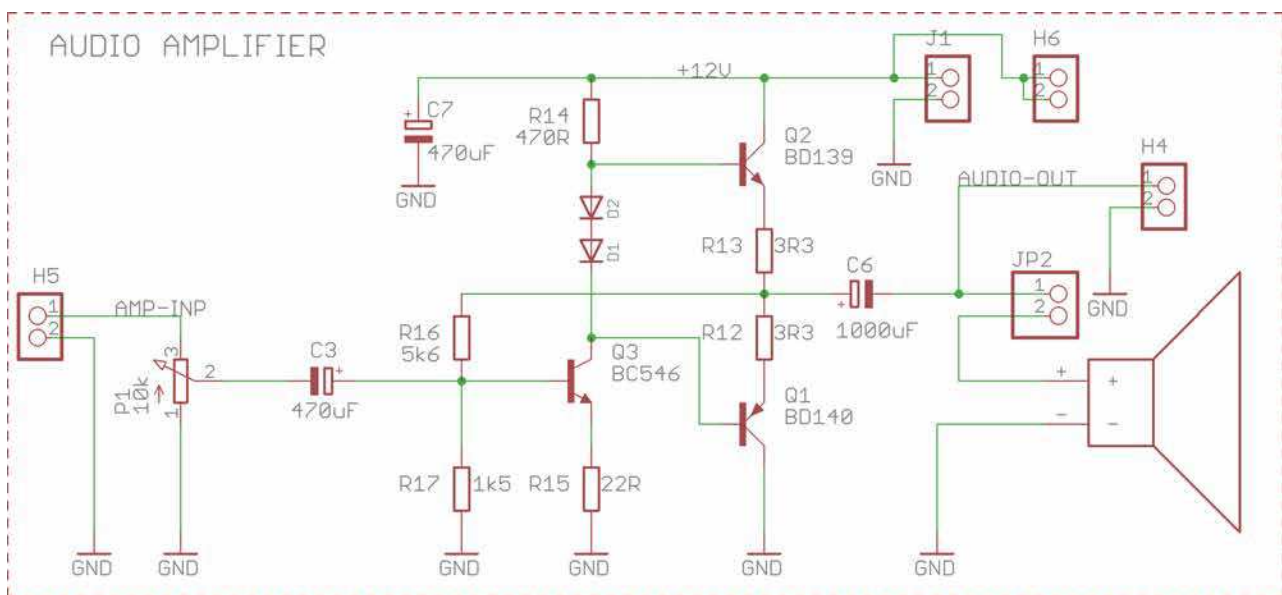 AUDIO AMPLIFIER
J1
H6
+12V
1
2
1
2
C7
+
470uF
GND
R14
470R
Q2
BD139
GND
H4
AUDIO-OUT
1
2
D2
D1
R13
3R3
C6
+
1000uF
JP2
1
2
GND
H5
1
2
AMP-INP
R16
5k6
R12
3R3
Q3
BC546
C3
+
470uF
P1
10k
3
2
1
Q1
BD140
+
+
-
-
R17
1k5
R15
22R
GND
GND
GND
GND
GND
GND